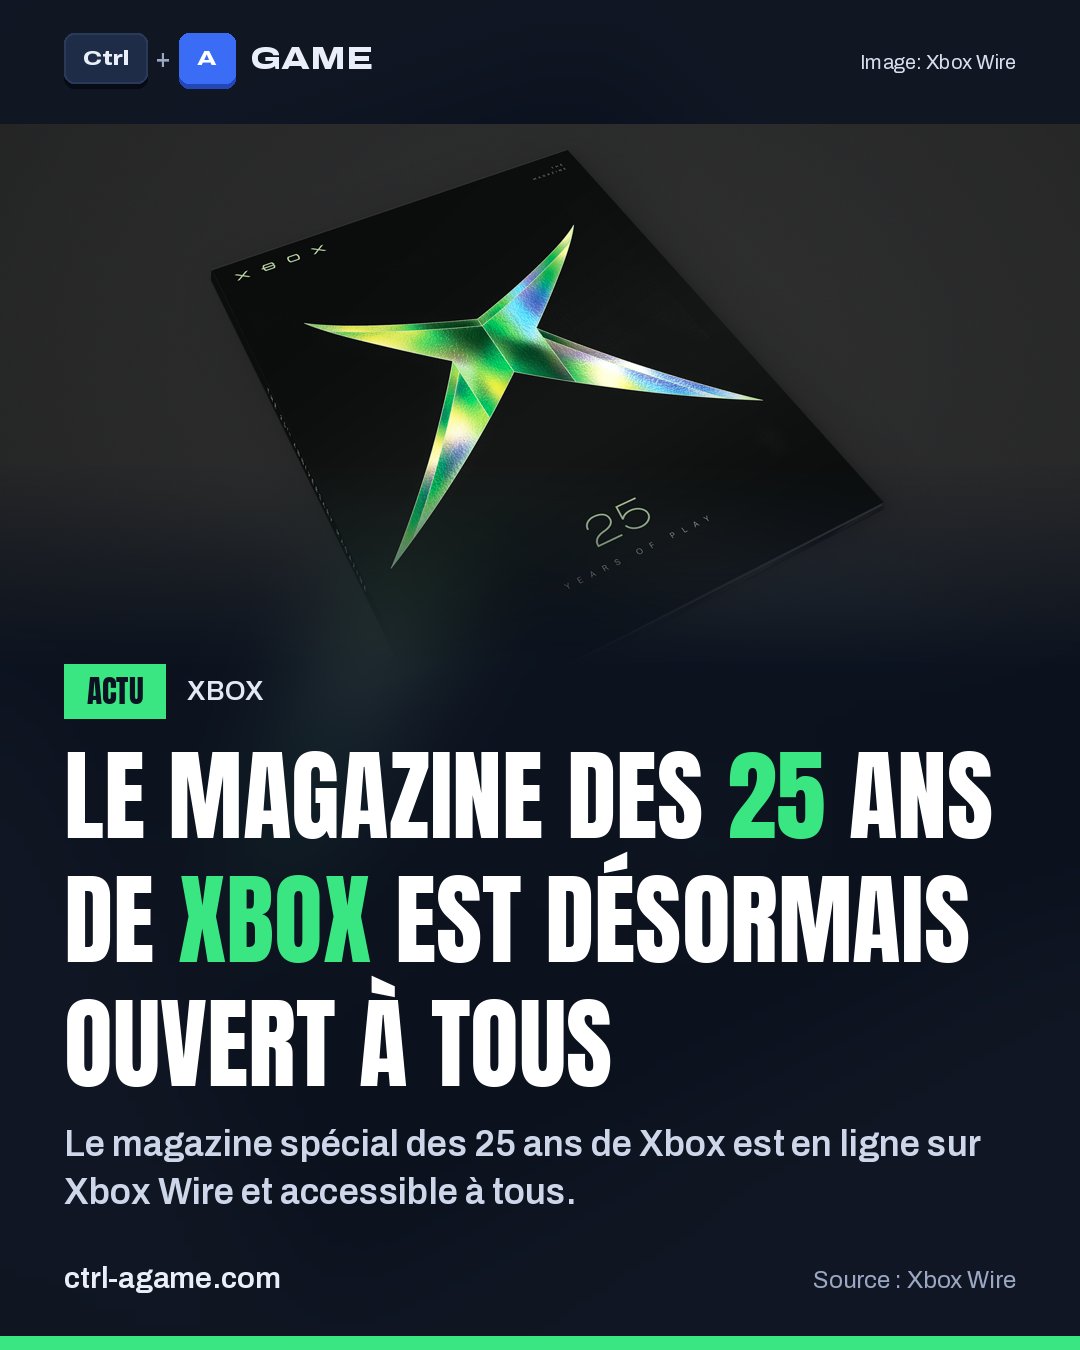 Ctrl + A GAME
Image: Xbox Wire
THE
MAGAZINE
XBOX
25
YEARS OF PLAY
ACTU XBOX
LE MAGAZINE DES 25 ANS
DE XBOX EST DÉSORMAIS
OUVERT À TOUS
Le magazine spécial des 25 ans de Xbox est en ligne sur
Xbox Wire et accessible à tous.
ctrl-agame.com
Source : Xbox Wire